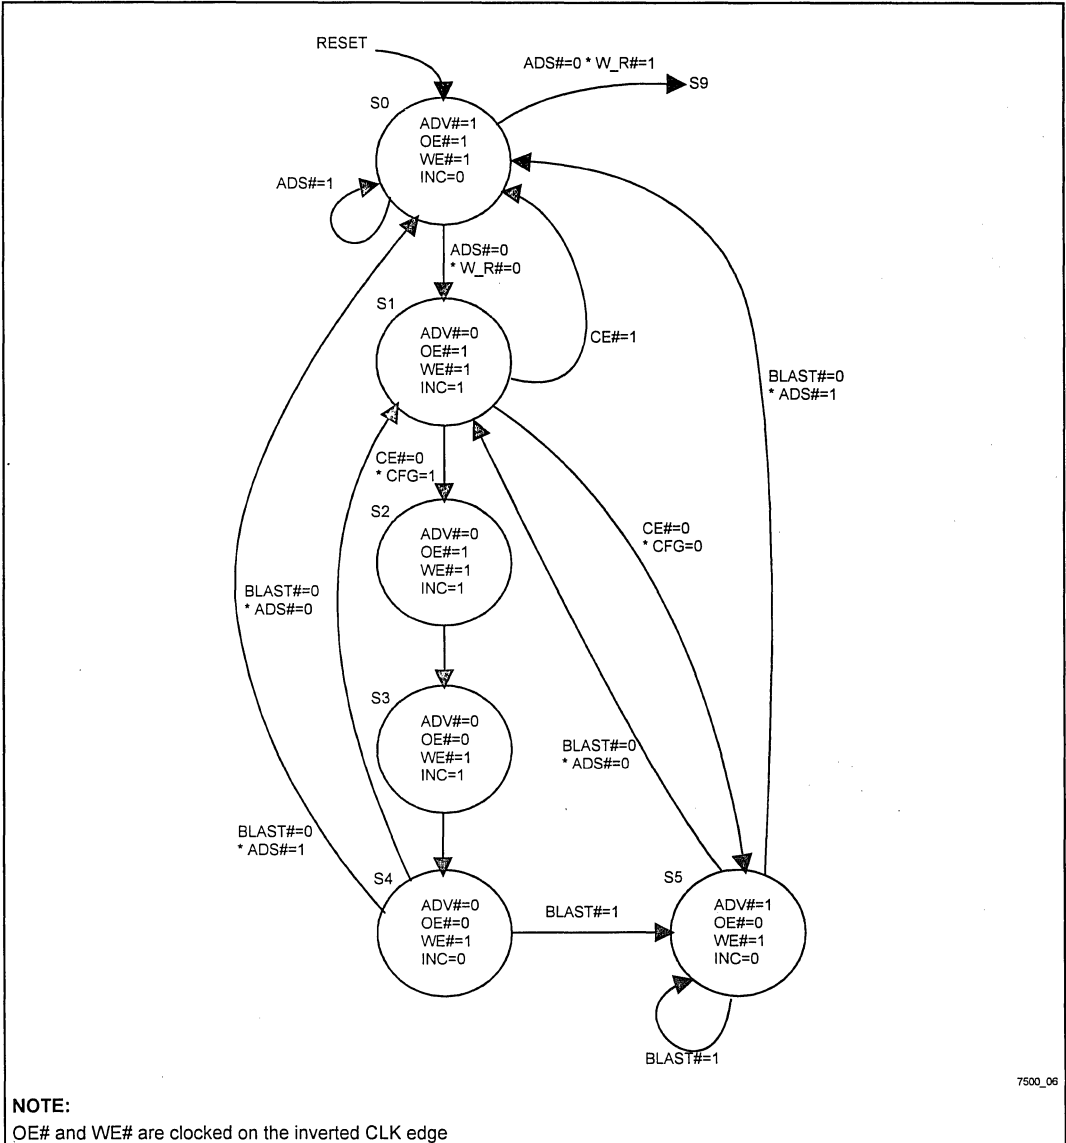 RESET
ADS#=0 * W_R#=1
S9
S0
ADV#=1
OE#=1
WE#=1
INC=0
ADS#=1
ADS#=0
* W_R#=0
S1
ADV#=0
OE#=1
WE#=1
INC=1
CE#=1
BLAST#=0
* ADS#=1
CE#=0
* CFG=1
S2
ADV#=0
OE#=1
WE#=1
INC=1
CE#=0
* CFG=0
BLAST#=0
* ADS#=0
S3
ADV#=0
OE#=0
WE#=1
INC=1
BLAST#=0
* ADS#=0
BLAST#=0
* ADS#=1
S4
ADV#=0
OE#=0
WE#=1
INC=0
BLAST#=1
S5
ADV#=1
OE#=0
WE#=1
INC=0
BLAST#=1
7500_06
NOTE:
OE# and WE# are clocked on the inverted CLK edge